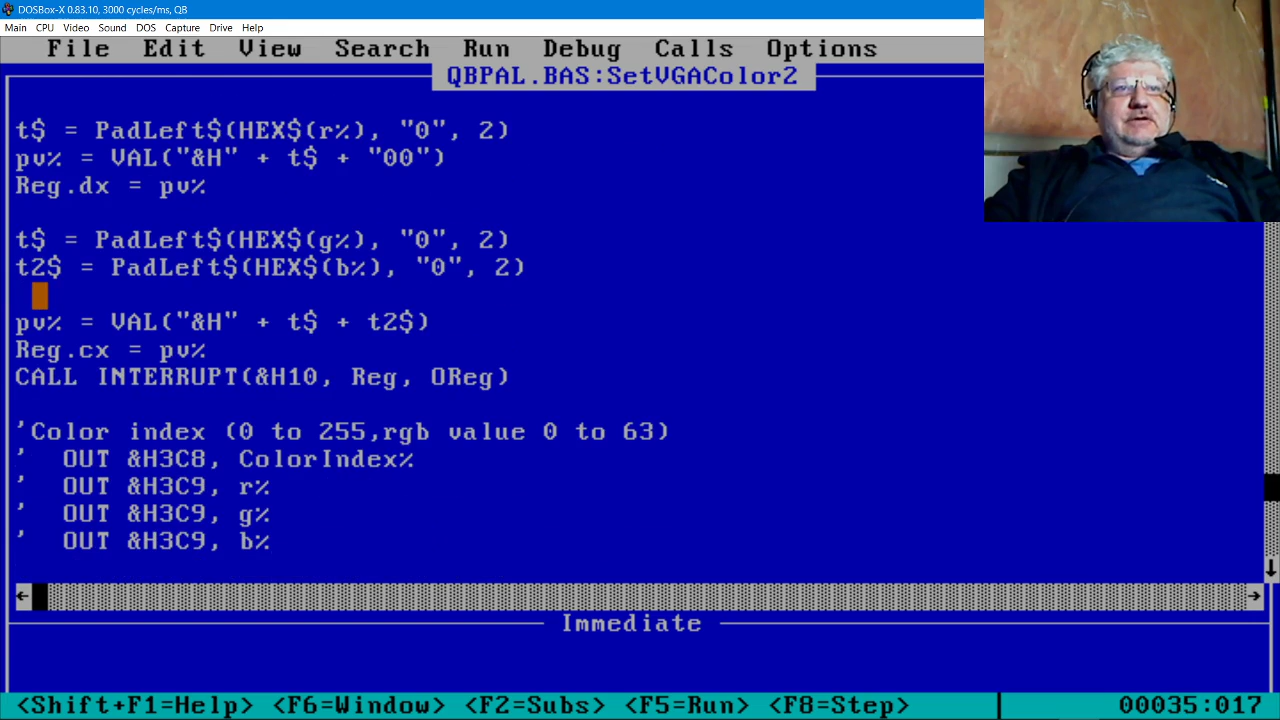 DOSBox-X 0.83.10, 3000 cycles/ms, QB
Main CPU Video Sound DOS Capture Drive Help
File Edit View Search Run Debug Calls Options
QBPAL.BAS:SetVGAColor2
t$ = PadLeft$(HEX$(r%), "0", 2)
pv% = VAL("&H" + t$ + "00")
Reg.dx = pv%
t$ = PadLeft$(HEX$(g%), "0", 2)
t2$ = PadLeft$(HEX$(b%), "0", 2)
pv% = VAL("&H" + t$ + t2$)
Reg.cx = pv%
CALL INTERRUPT(&H10, Reg, OReg)
'Color index (0 to 255,rgb value 0 to 63)
'  OUT &H3C8, ColorIndex%
'  OUT &H3C9, r%
'  OUT &H3C9, g%
'  OUT &H3C9, b%
Immediate
<Shift+F1=Help> <F6=Window> <F2=Subs> <F5=Run> <F8=Step> 00035:017